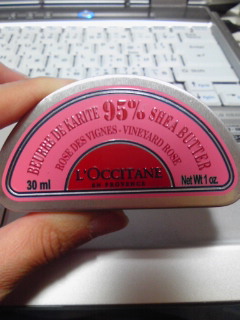 BEURRE DE KARITÉ 95% SHEA BUTTER
ROSE DES VIGNES - VINEYARD ROSE
L'OCCITANE
EN PROVENCE
30 ml
Net Wt 1 oz.